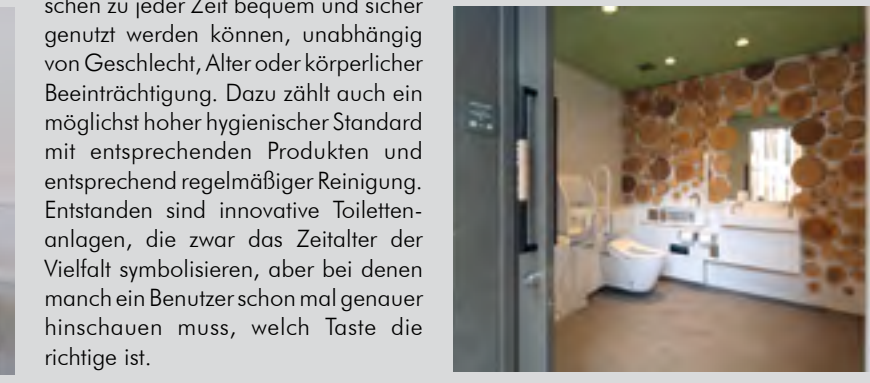 schen zu jeder Zeit bequem und sicher
genutzt werden können, unabhängig
von Geschlecht, Alter oder körperlicher
Beeinträchtigung. Dazu zählt auch ein
möglichst hoher hygienischer Standard
mit entsprechenden Produkten und
entsprechend regelmäßiger Reinigung.
Entstanden sind innovative Toiletten-
anlagen, die zwar das Zeitalter der
Vielfalt symbolisieren, aber bei denen
manch ein Benutzer schon mal genauer
hinschauen muss, welch Taste die
richtige ist.